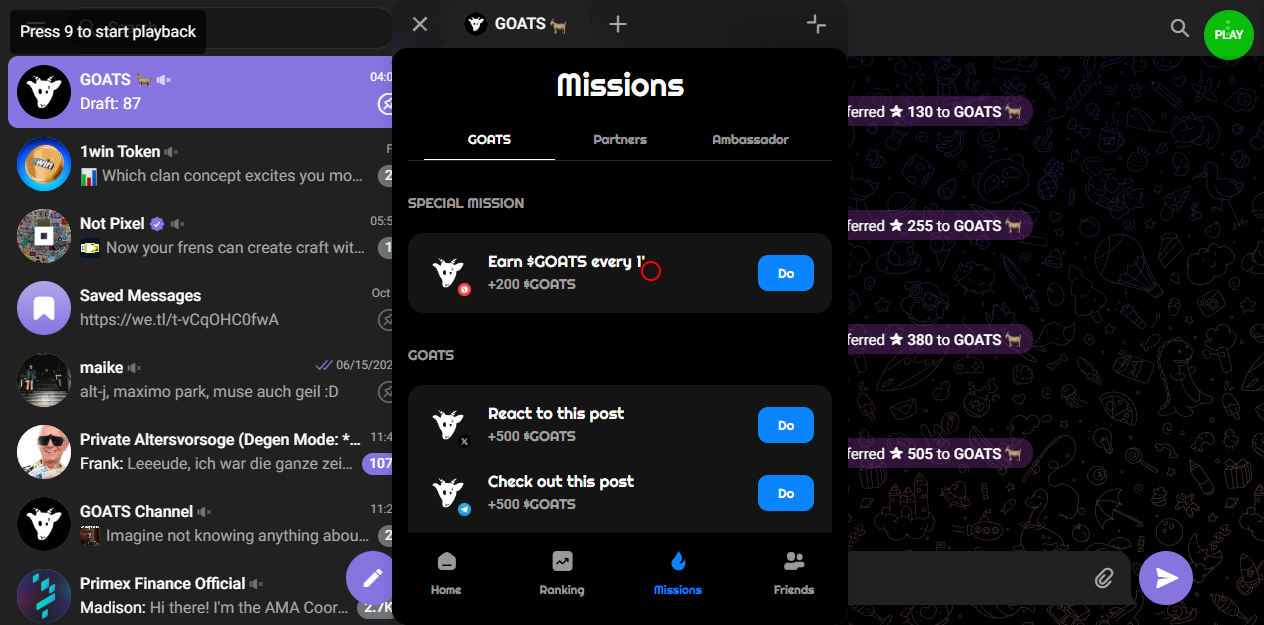 Press 9 to start playback
GOATS
04:0
Draft: 87
1win Token
F
Which clan concept excites you mo...
2
Not Pixel
05:5
Now your frens can create craft wit...
1
Saved Messages
Oct
https://we.tl/t-vCqOHC0fwA
maike
06/15/202
alt-j, maximo park, muse auch geil :D
Private Altersvorsoge (Degen Mode: *...
11:4
Frank: Leeeude, ich war die ganze zei...
107
GOATS Channel
11:2
Imagine not knowing anything abou...
2
Primex Finance Official
Madison: Hi there! I'm the AMA Coor...
2.7K
GOATS
Missions
GOATS Partners Ambassador
SPECIAL MISSION
Earn $GOATS every 1'
+200 $GOATS
Do
GOATS
React to this post
+500 $GOATS
Do
Check out this post
+500 $GOATS
Do
Home Ranking Missions Friends
PLAY
ferred ★ 130 to GOATS
ferred ★ 255 to GOATS
ferred ★ 380 to GOATS
ferred ★ 505 to GOATS